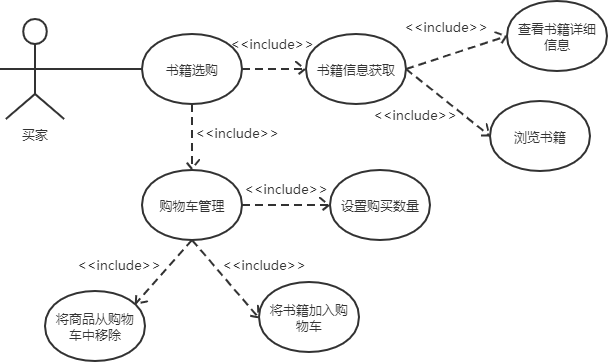 <<include>>
查看书籍详细
信息
<<include>>
书籍选购
书籍信息获取
<<include>>
买家
<<include>>
浏览书籍
<<include>>
购物车管理
设置购买数量
<<include>>
<<include>>
将商品从购物
车中移除
将书籍加入购
物车